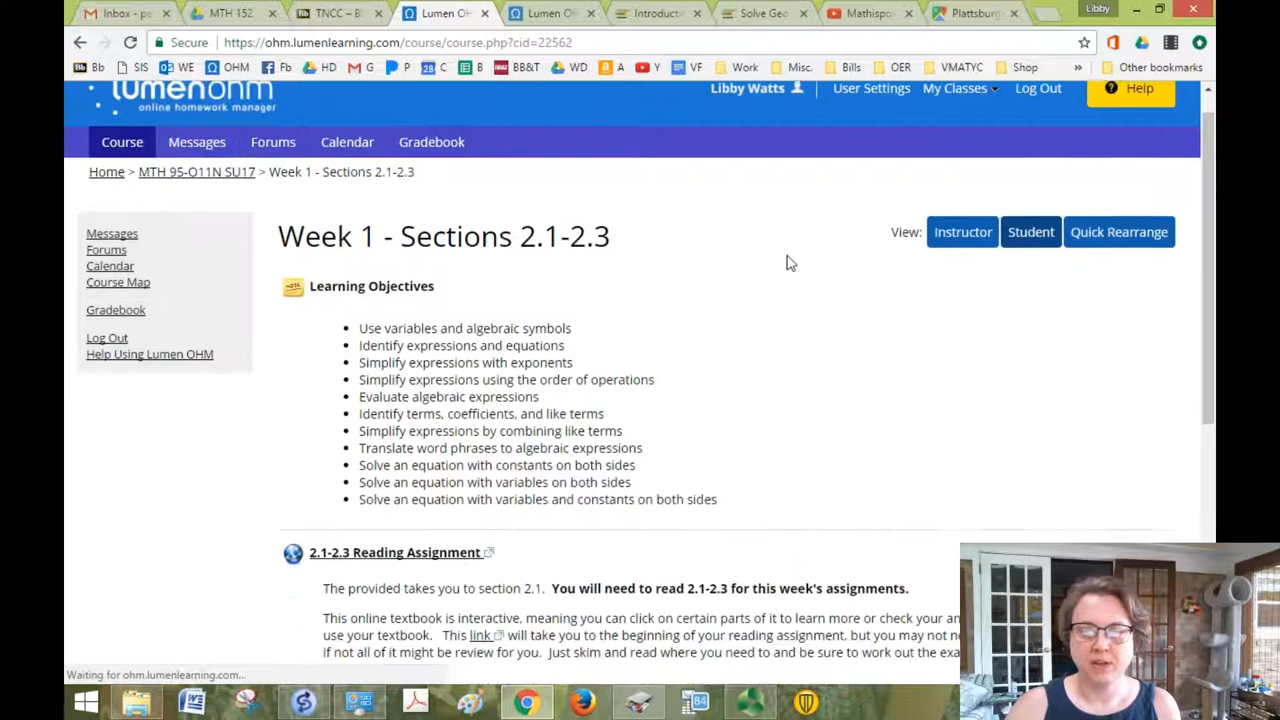 Inbox - pe
MTH 152
TNCC – B
Lumen OH
Lumen O
Introducti
Solve Geo
Mathispo
Plattsburg
Libby
Secure
https://ohm.lumenlearning.com/course/course.php?cid=22562
Bb SIS WE OHM Fb HD G P C B BB&T WD A Y VF Work Misc. Bills OER VMATYC Shop » Other bookmarks
lumenohm
online homework manager
Libby Watts User Settings My Classes Log Out Help
Course Messages Forums Calendar Gradebook
Home > MTH 95-O11N SU17 > Week 1 - Sections 2.1-2.3
Messages
Forums
Calendar
Course Map
Gradebook
Log Out
Help Using Lumen OHM
Week 1 - Sections 2.1-2.3
View: Instructor Student Quick Rearrange
Learning Objectives
• Use variables and algebraic symbols
• Identify expressions and equations
• Simplify expressions with exponents
• Simplify expressions using the order of operations
• Evaluate algebraic expressions
• Identify terms, coefficients, and like terms
• Simplify expressions by combining like terms
• Translate word phrases to algebraic expressions
• Solve an equation with constants on both sides
• Solve an equation with variables on both sides
• Solve an equation with variables and constants on both sides
2.1-2.3 Reading Assignment
The provided takes you to section 2.1. You will need to read 2.1-2.3 for this week's assignments.
This online textbook is interactive, meaning you can click on certain parts of it to learn more or check your an
use your textbook. This link will take you to the beginning of your reading assignment, but you may not ne
if not all of it might be review for you. Just skim and read where you need to and be sure to work out the exa
Waiting for ohm.lumenlearning.com...